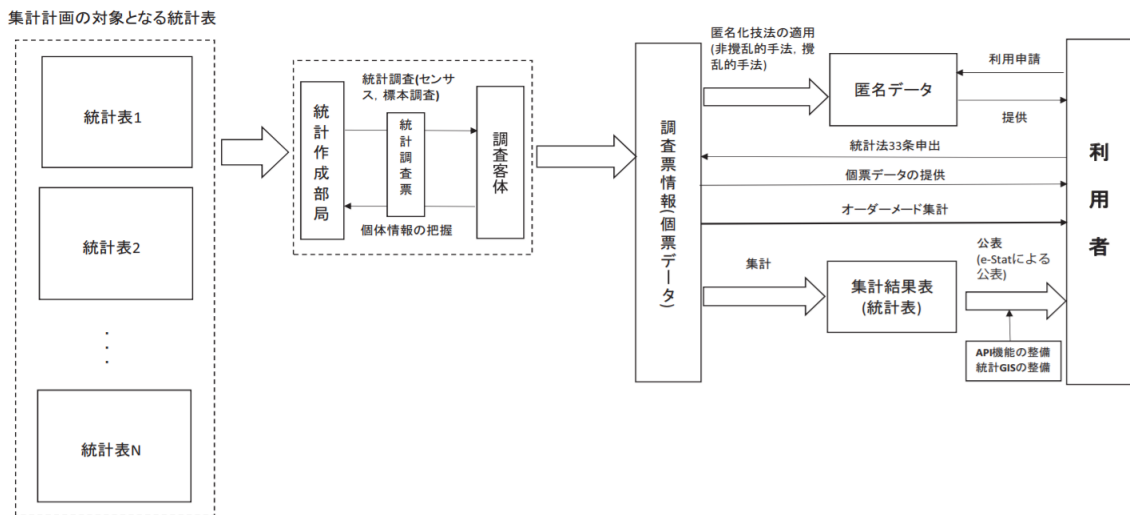 集計計画の対象となる統計表
統計表1
統計表2
・
・
・
統計表N
統計調査(センサ
ス，標本調査)
統計作成部局
統計調査票
調査客体
個体情報の把握
調査票情報(個票データ)
匿名化技法の適用
(非攪乱的手法，攪
乱的手法)
匿名データ
利用申請
提供
統計法33条申出
個票データの提供
オーダーメード集計
集計
集計結果表
(統計表)
公表
(e-Statによる
公表)
API機能の整備
統計GISの整備
利用者